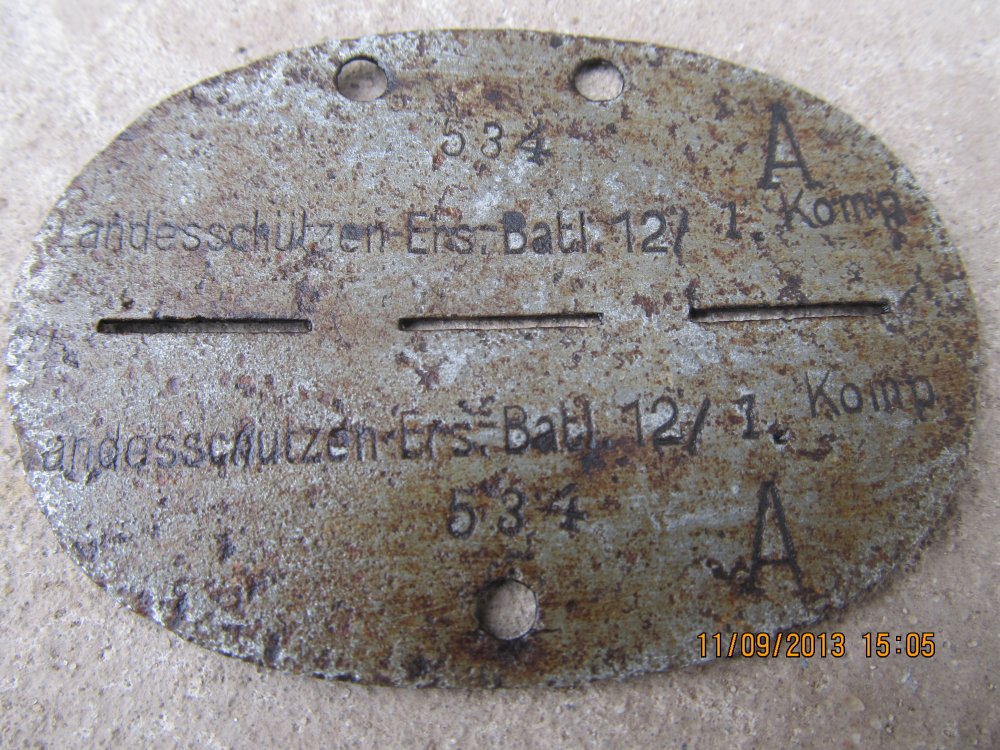 534
A
Landesschützen-Ers.-Batl. 12/ 1. Komp
Landesschützen-Ers.-Batl. 12/ 1. Komp.
534
A
11/09/2013 15:05